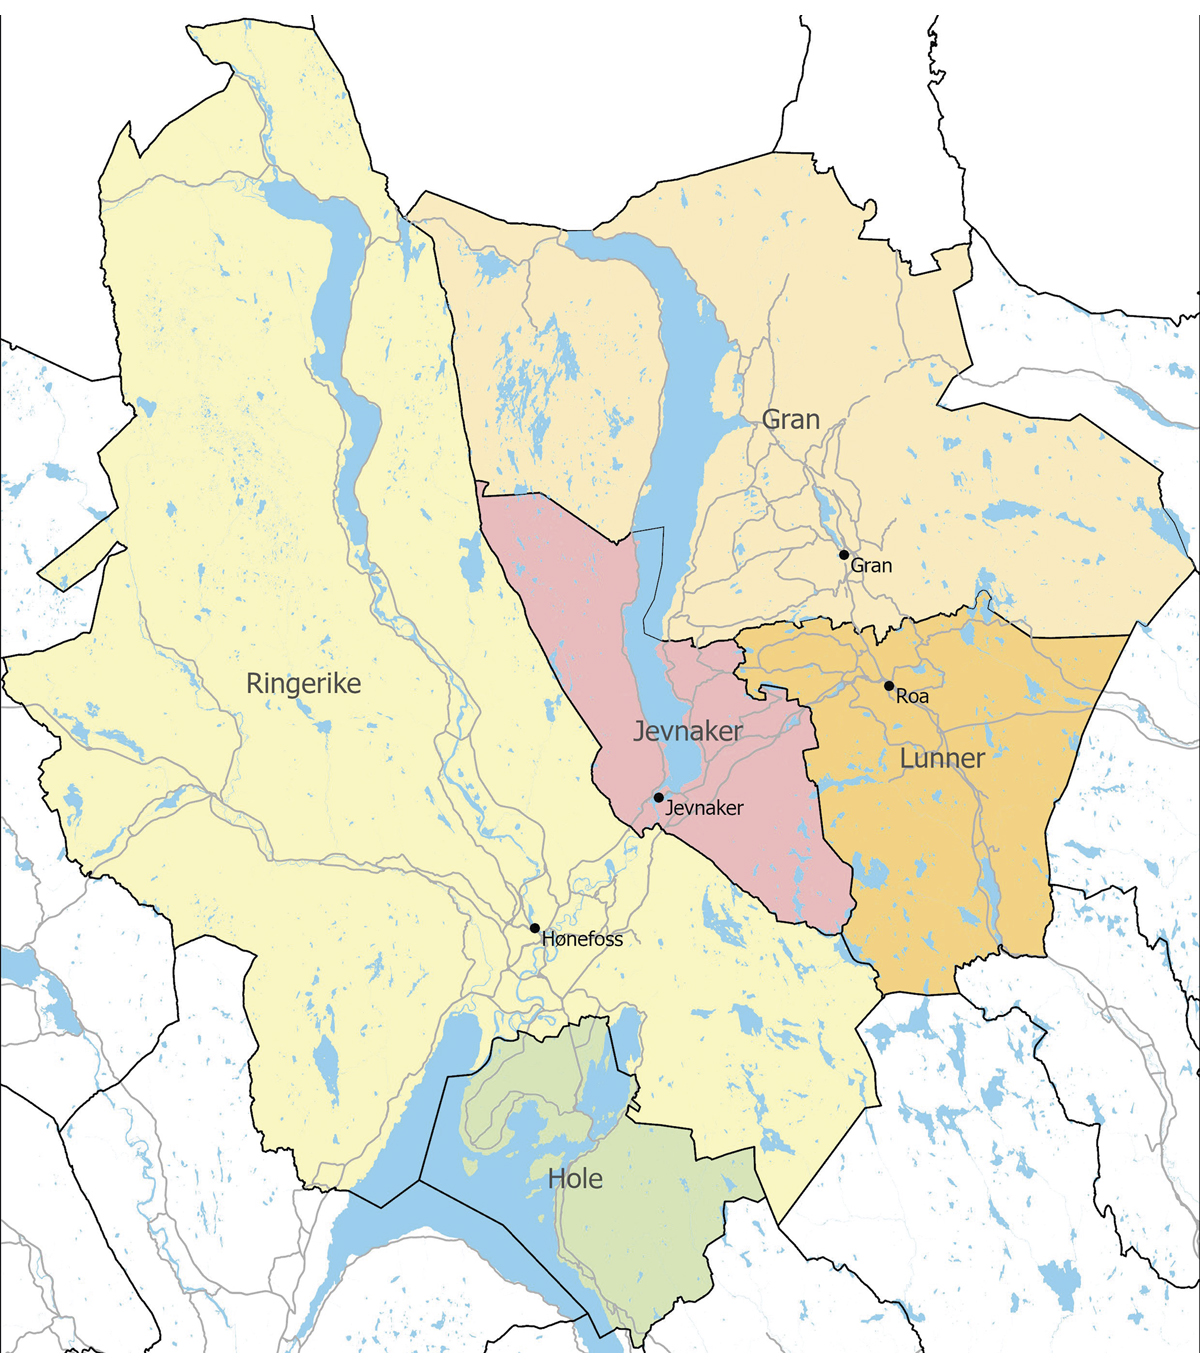 Gran
Gran
Ringerike
Roa
Jevnaker
Lunner
Jevnaker
Hønefoss
Hole